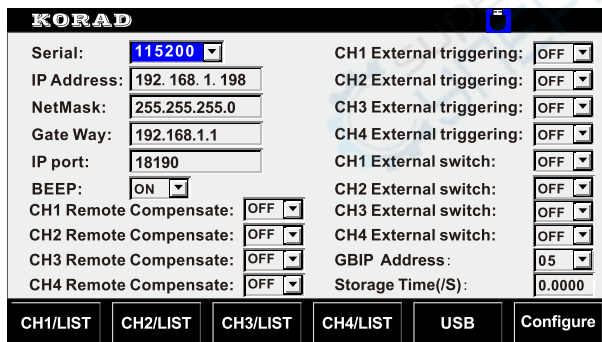 KORAD
Serial: 115200
IP Address: 192. 168. 1. 198
NetMask: 255.255.255.0
Gate Way: 192.168.1.1
IP port: 18190
BEEP: ON
CH1 Remote Compensate: OFF
CH2 Remote Compensate: OFF
CH3 Remote Compensate: OFF
CH4 Remote Compensate: OFF
CH1 External triggering: OFF
CH2 External triggering: OFF
CH3 External triggering: OFF
CH4 External triggering: OFF
CH1 External switch: OFF
CH2 External switch: OFF
CH3 External switch: OFF
CH4 External switch: OFF
GBIP Address: 05
Storage Time(/S): 0.0000
CH1/LIST CH2/LIST CH3/LIST CH4/LIST USB Configure